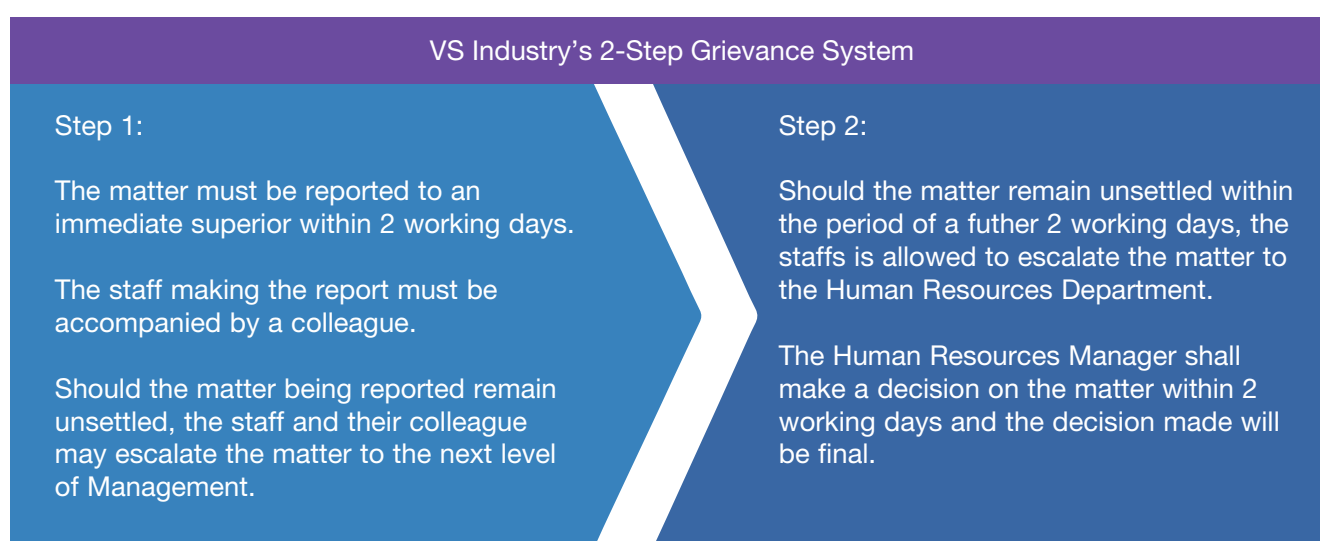 VS Industry’s 2-Step Grievance System
Step 1:
The matter must be reported to an
immediate superior within 2 working days.
The staff making the report must be
accompanied by a colleague.
Should the matter being reported remain
unsettled, the staff and their colleague
may escalate the matter to the next level
of Management.
Step 2:
Should the matter remain unsettled within
the period of a futher 2 working days, the
staffs is allowed to escalate the matter to
the Human Resources Department.
The Human Resources Manager shall
make a decision on the matter within 2
working days and the decision made will
be final.